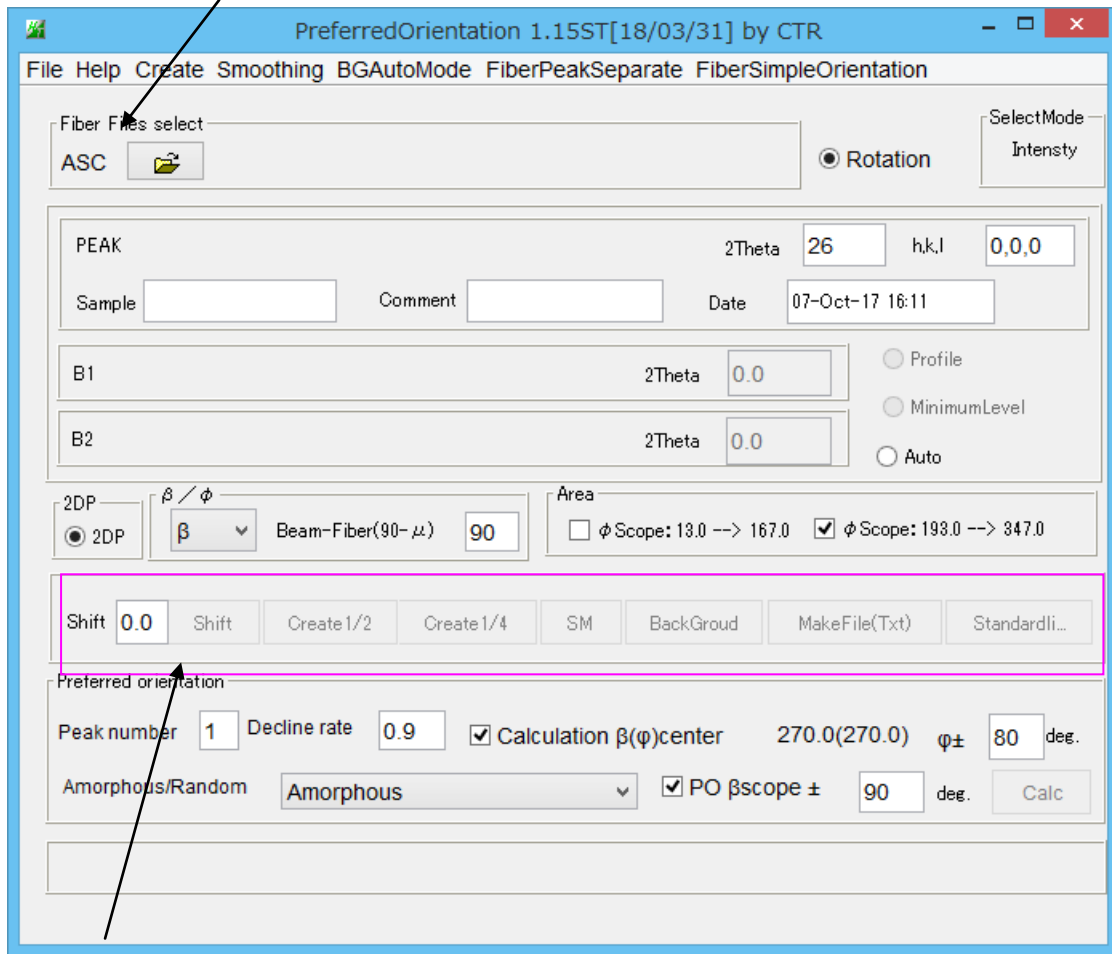 PreferredOrientation 1.15ST[18/03/31] by CTR
File Help Create Smoothing BGAutoMode FiberPeakSeparate FiberSimpleOrientation
Fiber Files select
SelectMode
ASC
Rotation
Intensty
PEAK 2Theta 26 h,k,l 0,0,0
Sample Comment Date 07-Oct-17 16:11
B1 2Theta 0.0
Profile
MinimumLevel
B2 2Theta 0.0
Auto
2DP β/φ Area
2DP β Beam-Fiber(90-μ) 90 φScope: 13.0 --> 167.0 φScope: 193.0 --> 347.0
Shift 0.0 Shift Create1/2 Create1/4 SM BackGroud MakeFile(Txt) Standardli...
Preferred orientation
Peak number 1 Decline rate 0.9 Calculation β(φ)center 270.0(270.0) φ± 80 deg.
Amorphous/Random Amorphous PO βscope ± 90 deg. Calc